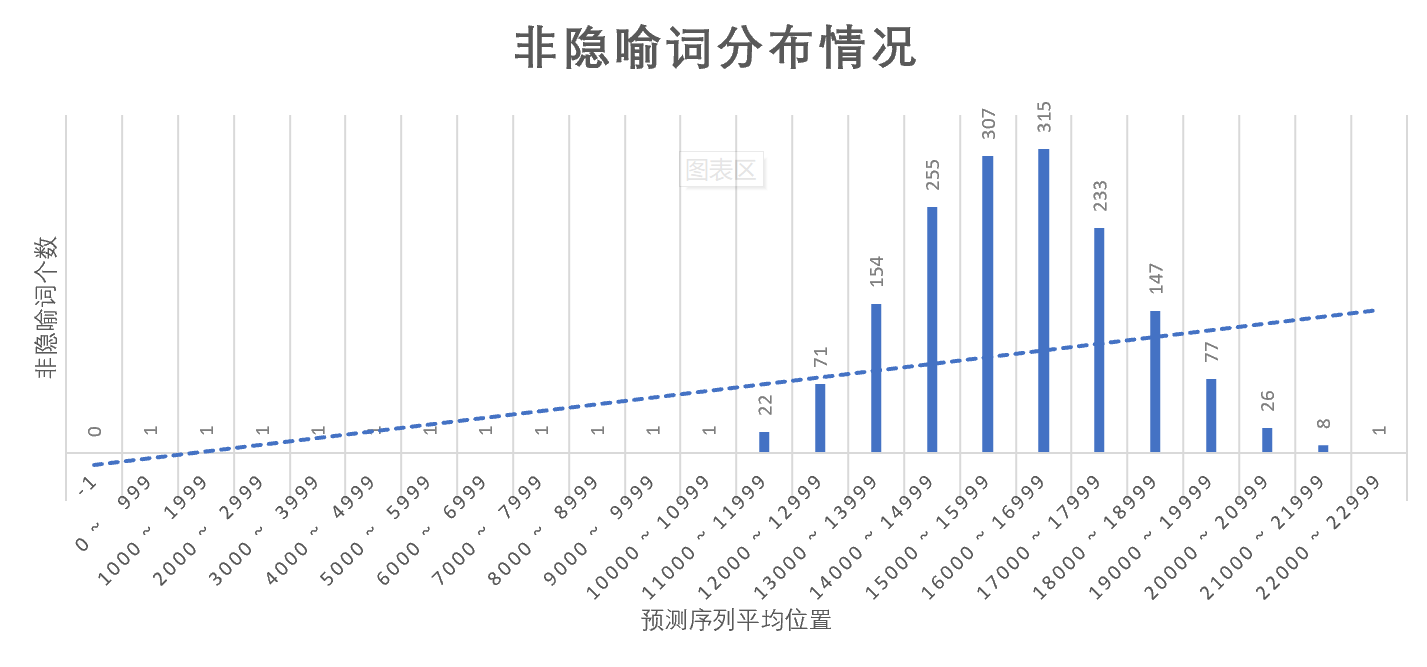 非隐喻词分布情况
图表区
非隐喻词个数
0
1
1
1
1
1
1
1
1
1
1
1
22
71
154
255
307
315
233
147
77
26
8
1
-1
0 ~ 999
1000 ~ 1999
2000 ~ 2999
3000 ~ 3999
4000 ~ 4999
5000 ~ 5999
6000 ~ 6999
7000 ~ 7999
8000 ~ 8999
9000 ~ 9999
10000 ~ 10999
11000 ~ 11999
12000 ~ 12999
13000 ~ 13999
14000 ~ 14999
15000 ~ 15999
16000 ~ 16999
17000 ~ 17999
18000 ~ 18999
19000 ~ 19999
20000 ~ 20999
21000 ~ 21999
22000 ~ 22999
预测序列平均位置